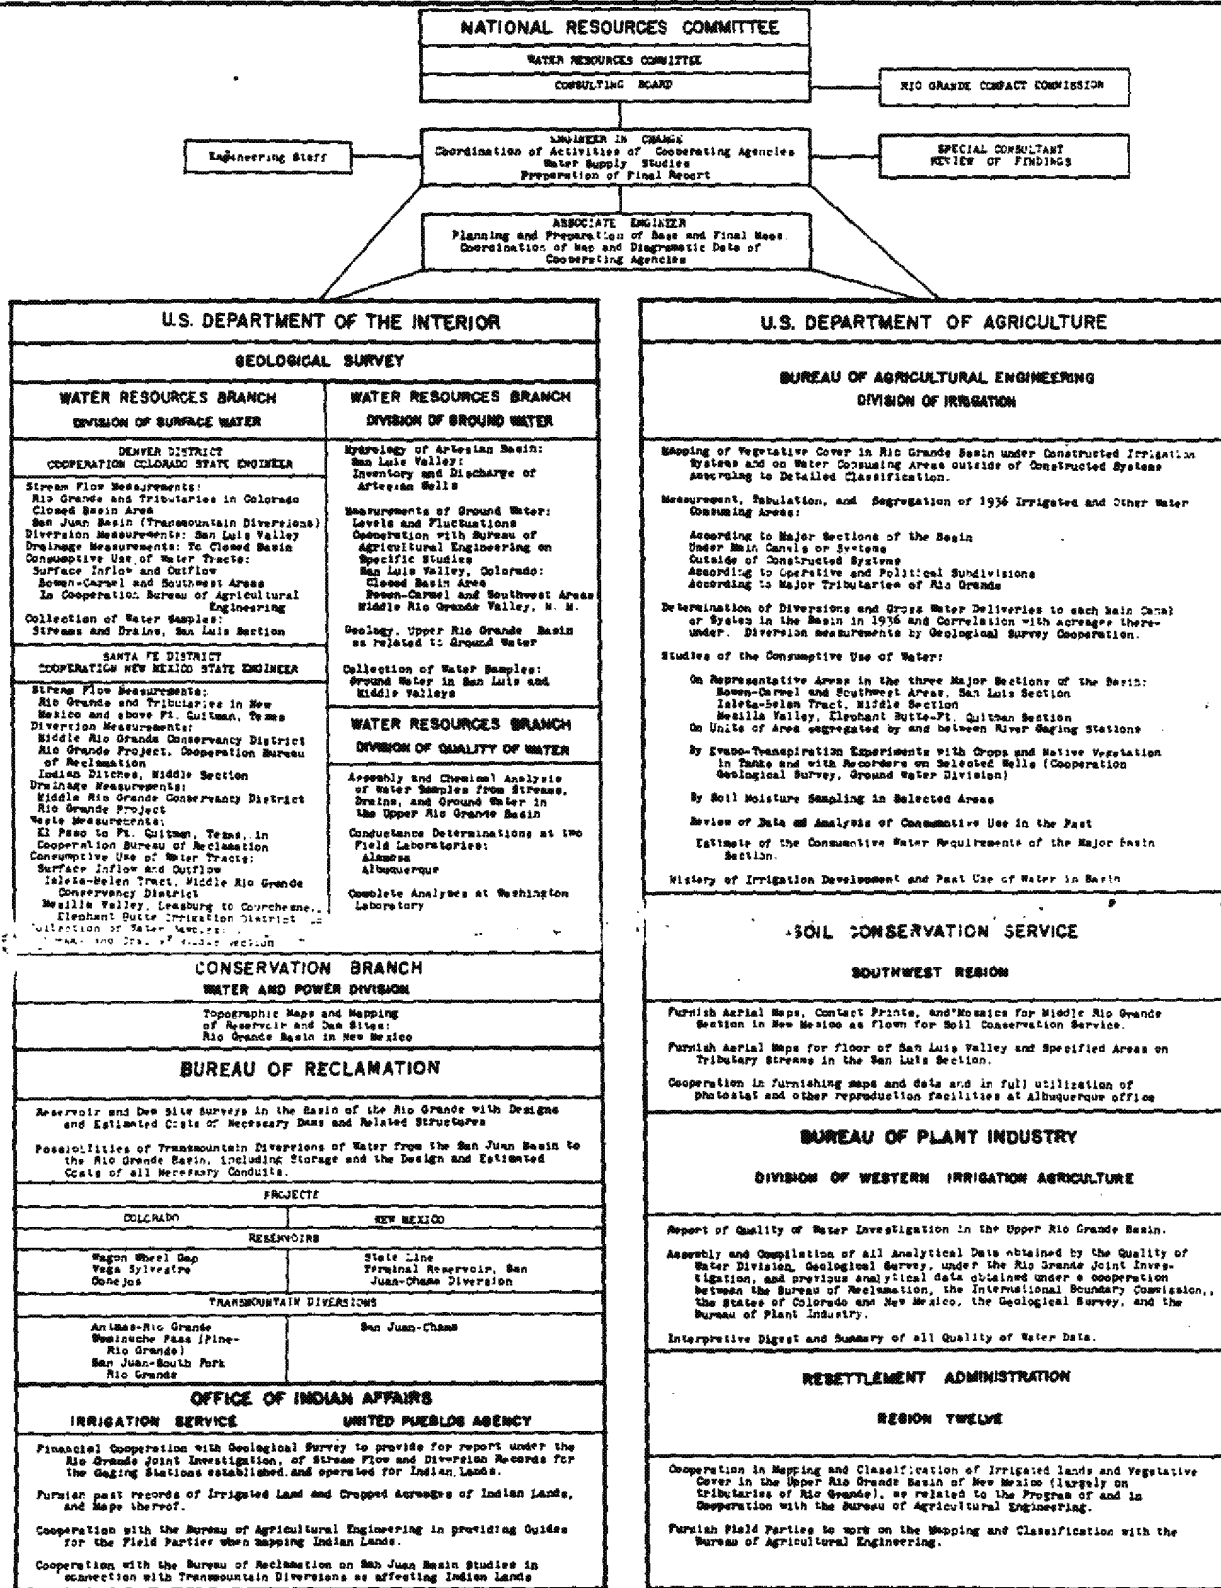 NATIONAL RESOURCES COMMITTEE
WATER RESOURCES COMMITTEE
CONSULTING BOARD
RIO GRANDE COMPACT COMMISSION
Engineering Staff
ENGINEER IN CHARGE
Coordination of Activities of Cooperating Agencies
Water Supply Studies
Preparation of Final Report
SPECIAL CONSULTANT
REVIEW OF FINDINGS
ASSOCIATE ENGINEER
Planning and Preparation of Base and Final Maps
Coordination of Map and Diagramatic Data of
Cooperating Agencies
U.S. DEPARTMENT OF THE INTERIOR
GEOLOGICAL SURVEY
WATER RESOURCES BRANCH
DIVISION OF SURFACE WATER
DENVER DISTRICT
COOPERATION COLORADO STATE ENGINEER
Stream Flow Measurements:
Rio Grande and Tributaries in Colorado
Closed Basin Area
San Juan Basin (Transmountain Diversions)
Diversion Measurements: San Luis Valley
Drainage Measurements: To Closed Basin
Consumptive Use of Water Tracts:
Surface Inflow and Outflow
Bowen-Carmel and Southwest Areas
In Cooperation Bureau of Agricultural
Engineering
Collection of Water Samples:
Streams and Drains, San Luis Section
SANTA FE DISTRICT
COOPERATION NEW MEXICO STATE ENGINEER
Stream Flow Measurements:
Rio Grande and Tributaries in New
Mexico and above Ft. Quitman, Texas
Divertion Measurements:
Middle Rio Grande Conservancy District
Rio Grande Project, Cooperation Bureau
of Reclamation
Indian Ditches, Middle Section
Drainage Measurements:
Middle Rio Grande Conservancy District
Rio Grande Project
Waste Measurements:
El Paso to Ft. Quitman, Texas, in
Cooperation Bureau of Reclamation
Consumptive Use of Water Tracts:
Surface Inflow and Outflow
Isleta-Belen Tract, Middle Rio Grande
Conservancy District
Mesilla Valley, Leasburg to Courchesne,
Elephant Butte Irrigation District
Collection of Water Samples:
Middle Section
WATER RESOURCES BRANCH
DIVISION OF GROUND WATER
Hydrology of Artesian Basin:
San Luis Valley:
Inventory and Discharge of
Artesian Wells
Measurements of Ground Water:
Levels and Fluctuations
Cooperation with Bureau of
Agricultural Engineering on
Specific Studies
San Luis Valley, Colorado:
Closed Basin Area
Bowen-Carmel and Southwest Areas
Middle Rio Grande Valley, N. M.
Geology, Upper Rio Grande Basin
as related to Ground Water
Collection of Water Samples:
Ground Water in San Luis and
Middle Valleys
WATER RESOURCES BRANCH
DIVISION OF QUALITY OF WATER
Assembly and Chemical Analysis
of Water Samples from Streams,
Drains, and Ground Water in
the Upper Rio Grande Basin
Conductance Determinations at two
Field Laboratories:
Alamosa
Albuquerque
Complete Analyses at Washington
Laboratory
CONSERVATION BRANCH
WATER AND POWER DIVISION
Topographic Maps and Mapping
of Reservoir and Dam Sites:
Rio Grande Basin in New Mexico
BUREAU OF RECLAMATION
Reservoir and Dam Site Surveys in the Basin of the Rio Grande with Designs
and Estimated Costs of Necessary Dams and Related Structures
Possibilities of Transmountain Diversions of Water from the San Juan Basin to
the Rio Grande Basin, including Storage and the Design and Estimated
Costs of all Necessary Conduits.
PROJECTS
COLORADO
NEW MEXICO
RESERVOIRS
Wagon Wheel Gap
Vega Sylvestre
Conejos
State Line
Terminal Reservoir, San
Juan-Chama Diversion
TRANSMOUNTAIN DIVERSIONS
Animas-Rio Grande
Weminuche Pass (Pine-
Rio Grande)
San Juan-South Fork
Rio Grande
San Juan-Chama
OFFICE OF INDIAN AFFAIRS
IRRIGATION SERVICE
UNITED PUEBLOS AGENCY
Financial Cooperation with Geological Survey to provide for report under the
Rio Grande Joint Investigation, of Stream Flow and Diversion Records for
the Gaging Stations established and operated for Indian Lands.
Furnish past records of Irrigated Land and Cropped Acreages of Indian Lands,
and Maps thereof.
Cooperation with the Bureau of Agricultural Engineering in providing Guides
for the Field Parties when mapping Indian Lands.
Cooperation with the Bureau of Reclamation on San Juan Basin Studies in
connection with Transmountain Diversions as affecting Indian Lands
U.S. DEPARTMENT OF AGRICULTURE
BUREAU OF AGRICULTURAL ENGINEERING
DIVISION OF IRRIGATION
Mapping of Vegetative Cover in Rio Grande Basin under Constructed Irrigation
Systems and on Water Consuming Areas outside of Constructed Systems
According to Detailed Classification.
Measurement, Tabulation, and Segregation of 1936 Irrigated and Other Water
Consuming Areas:
According to Major Sections of the Basin
Under Main Canals or Systems
Outside of Constructed Systems
According to Operative and Political Subdivisions
According to Major Tributaries of Rio Grande
Determination of Diversions and Gross Water Deliveries to each Main Canal
or System in the Basin in 1936 and Correlation with acreages there-
under. Diversion measurements by Geological Survey Cooperation.
Studies of the Consumptive Use of Water:
On Representative Areas in the three Major Sections of the Basin:
Bowen-Carmel and Southwest Areas, San Luis Section
Isleta-Belen Tract, Middle Section
Mesilla Valley, Elephant Butte-Ft. Quitman Section
On Units of Area segregated by and between River Gaging Stations
By Evapo-Transpiration Experiments with Crops and Native Vegetation
in Tanks and with Recorders on Selected Wells (Cooperation
Geological Survey, Ground Water Division)
By Soil Moisture Sampling in Selected Areas
Review of Data and Analysis of Consumptive Use in the Past
Estimate of the Consumptive Water Requirements of the Major Basin
Section.
History of Irrigation Development and Past Use of Water in Basin
SOIL CONSERVATION SERVICE
SOUTHWEST REGION
Furnish Aerial Maps, Contact Prints, and Mosaics for Middle Rio Grande
Section in New Mexico as flown for Soil Conservation Service.
Furnish Aerial Maps for floor of San Luis Valley and Specified Areas on
Tributary Streams in the San Luis Section.
Cooperation in furnishing maps and data and in full utilization of
photostat and other reproduction facilities at Albuquerque office
BUREAU OF PLANT INDUSTRY
DIVISION OF WESTERN IRRIGATION AGRICULTURE
Report of Quality of Water Investigation in the Upper Rio Grande Basin.
Assembly and Compilation of all Analytical Data obtained by the Quality of
Water Division, Geological Survey, under the Rio Grande Joint Inves-
tigation, and previous analytical data obtained under a cooperation
between the Bureau of Reclamation, the International Boundary Commission,
the States of Colorado and New Mexico, the Geological Survey, and the
Bureau of Plant Industry.
Interpretive Digest and Summary of all Quality of Water Data.
RESETTLEMENT ADMINISTRATION
REGION TWELVE
Cooperation in Mapping and Classification of Irrigated lands and Vegetative
Cover in the Upper Rio Grande Basin of New Mexico (largely on
tributaries of Rio Grande), as related to the Program of and in
Cooperation with the Bureau of Agricultural Engineering.
Furnish Field Parties to work on the Mapping and Classification with the
Bureau of Agricultural Engineering.